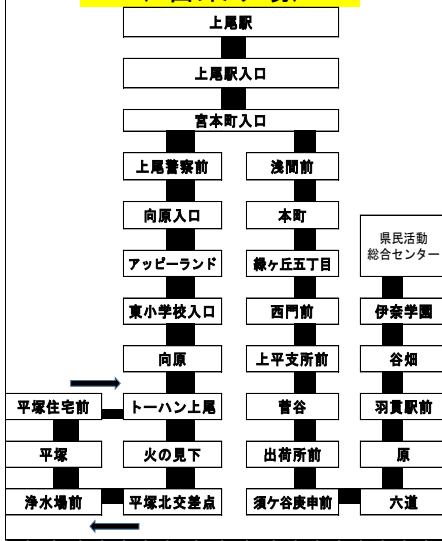 上尾駅
上尾駅入口
宮本町入口
上尾警察前
浅間前
向原入口
本町
県民活動
総合センター
アッピーランド
緑ヶ丘五丁目
東小学校入口
西門前
伊奈学園
向原
上平支所前
谷畑
平塚住宅前
トーハン上尾
菅谷
羽貫駅前
平塚
火の見下
出荷所前
原
浄水場前
平塚北交差点
須ケ谷庚申前
六道